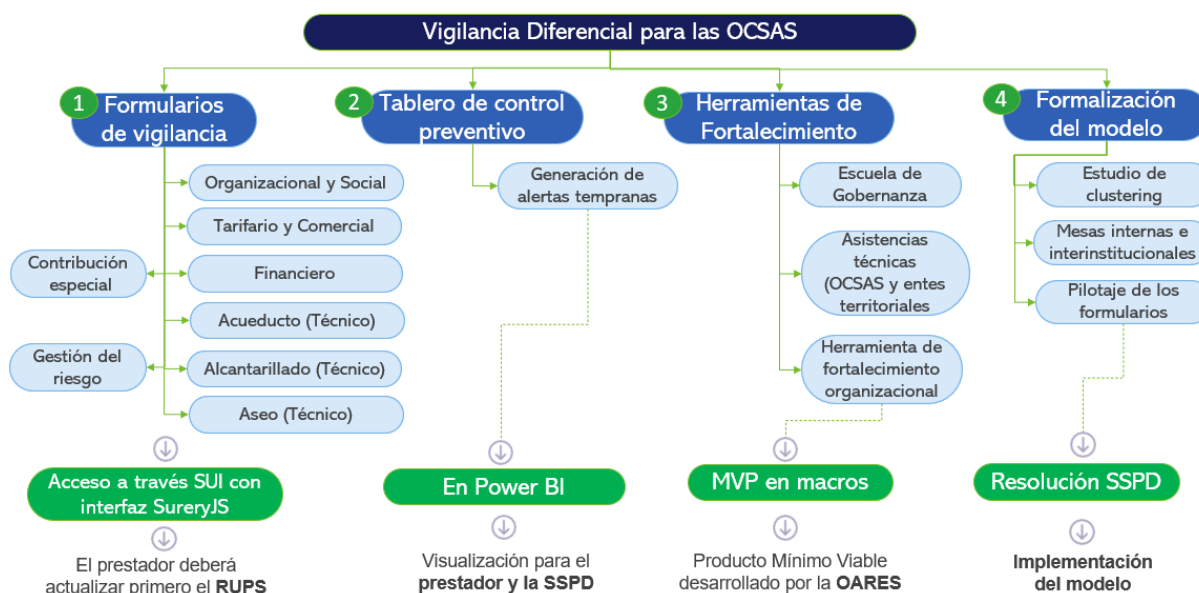 Vigilancia Diferencial para las OCSAS
1
Formularios
de vigilancia
Organizacional y Social
Tarifario y Comercial
Contribución
especial
Financiero
Acueducto (Técnico)
Gestión del
riesgo
Alcantarillado (Técnico)
Aseo (Técnico)
Acceso a través SUI con
interfaz SureryJS
El prestador deberá
actualizar primero el RUPS
2
Tablero de control
preventivo
Generación de
alertas tempranas
En Power BI
Visualización para el
prestador y la SSPD
3
Herramientas de
Fortalecimiento
Escuela de
Gobernanza
Asistencias
técnicas
(OCSAS y entes
territoriales
Herramienta de
fortalecimiento
organizacional
MVP en macros
Producto Mínimo Viable
desarrollado por la OARES
4
Formalización
del modelo
Estudio de
clustering
Mesas internas e
interinstitucionales
Pilotaje de los
formularios
Resolución SSPD
Implementación
del modelo